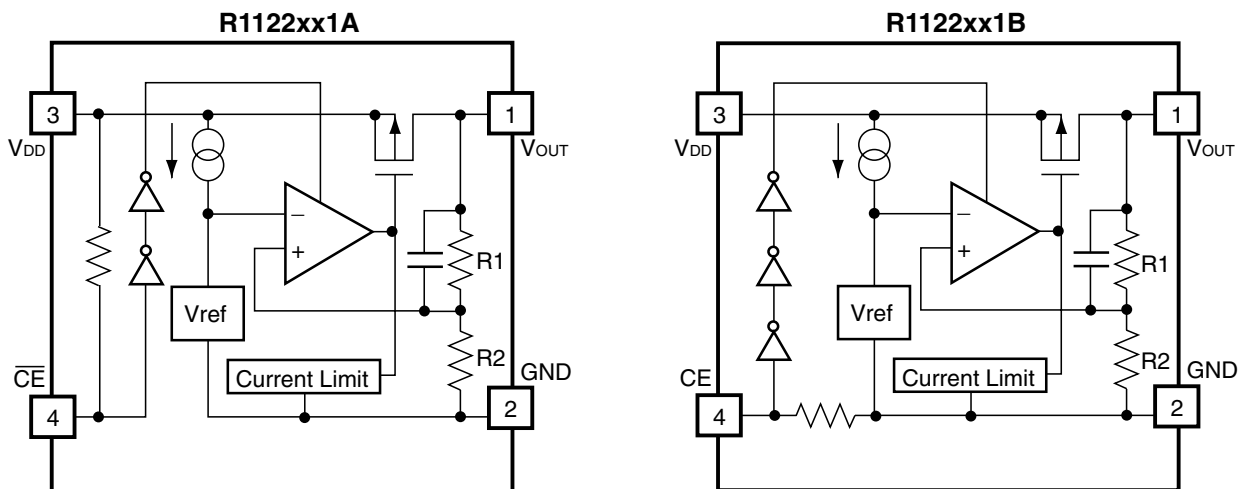 R1122xx1A
3
VDD
1
VOUT
−
+
R1
Vref
R2
Current Limit
C̅E̅
4
GND
2
R1122xx1B
3
VDD
1
VOUT
−
+
R1
Vref
R2
Current Limit
CE
4
GND
2